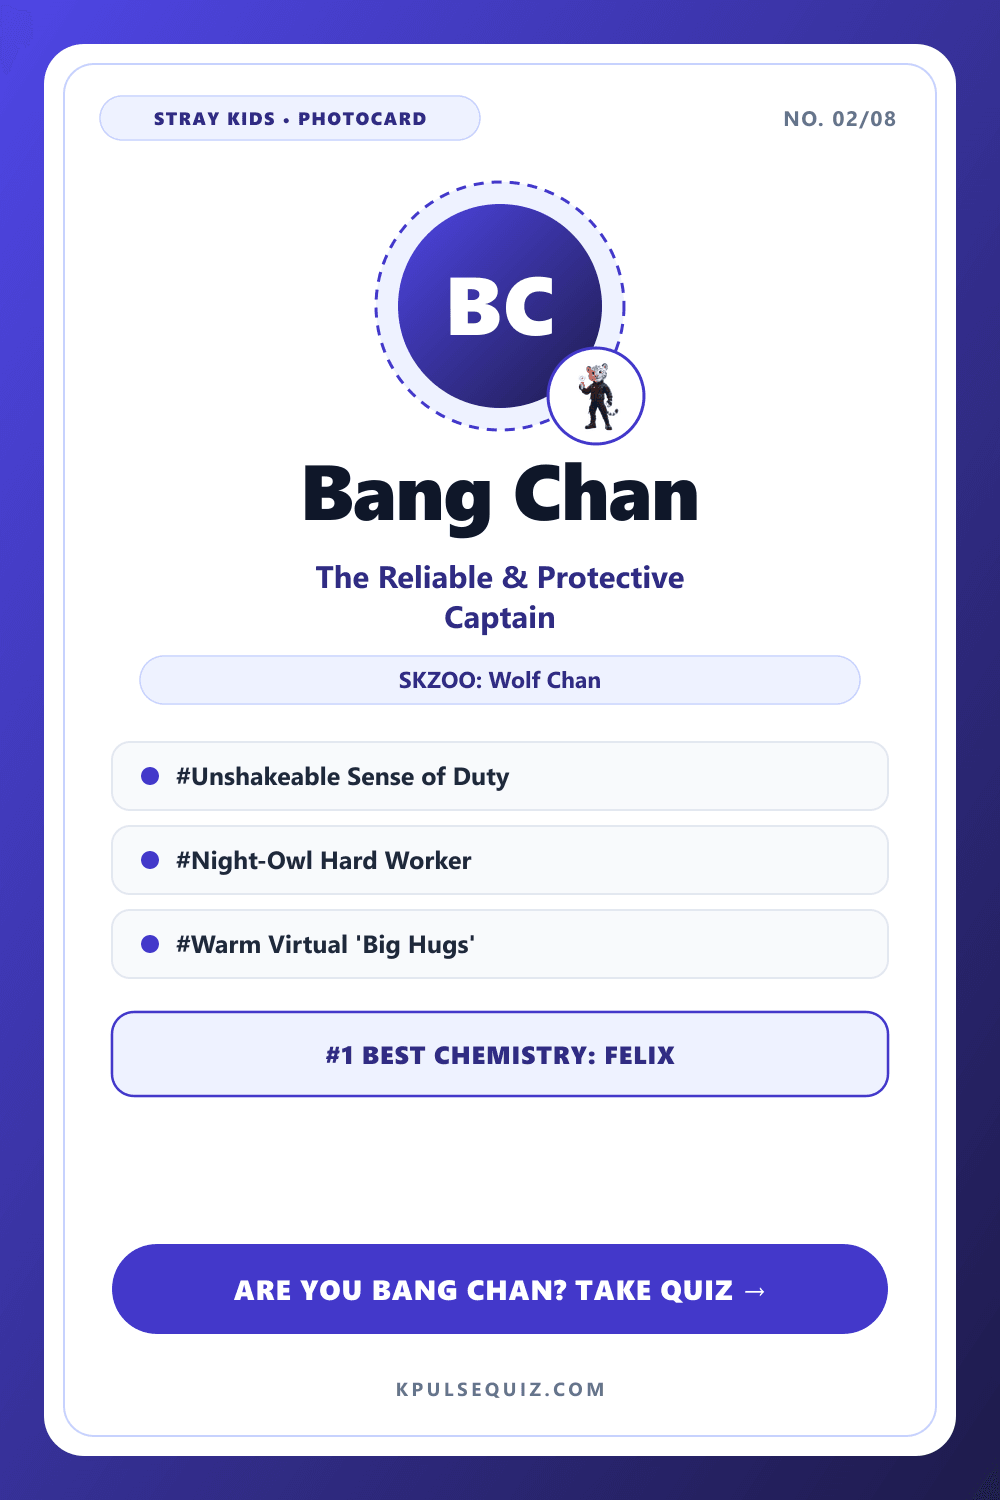 STRAY KIDS • PHOTOCARD
NO. 02/08
BC
Bang Chan
The Reliable & Protective
Captain
SKZOO: Wolf Chan
#Unshakeable Sense of Duty
#Night-Owl Hard Worker
#Warm Virtual 'Big Hugs'
#1 BEST CHEMISTRY: FELIX
ARE YOU BANG CHAN? TAKE QUIZ →
KPULSEQUIZ.COM